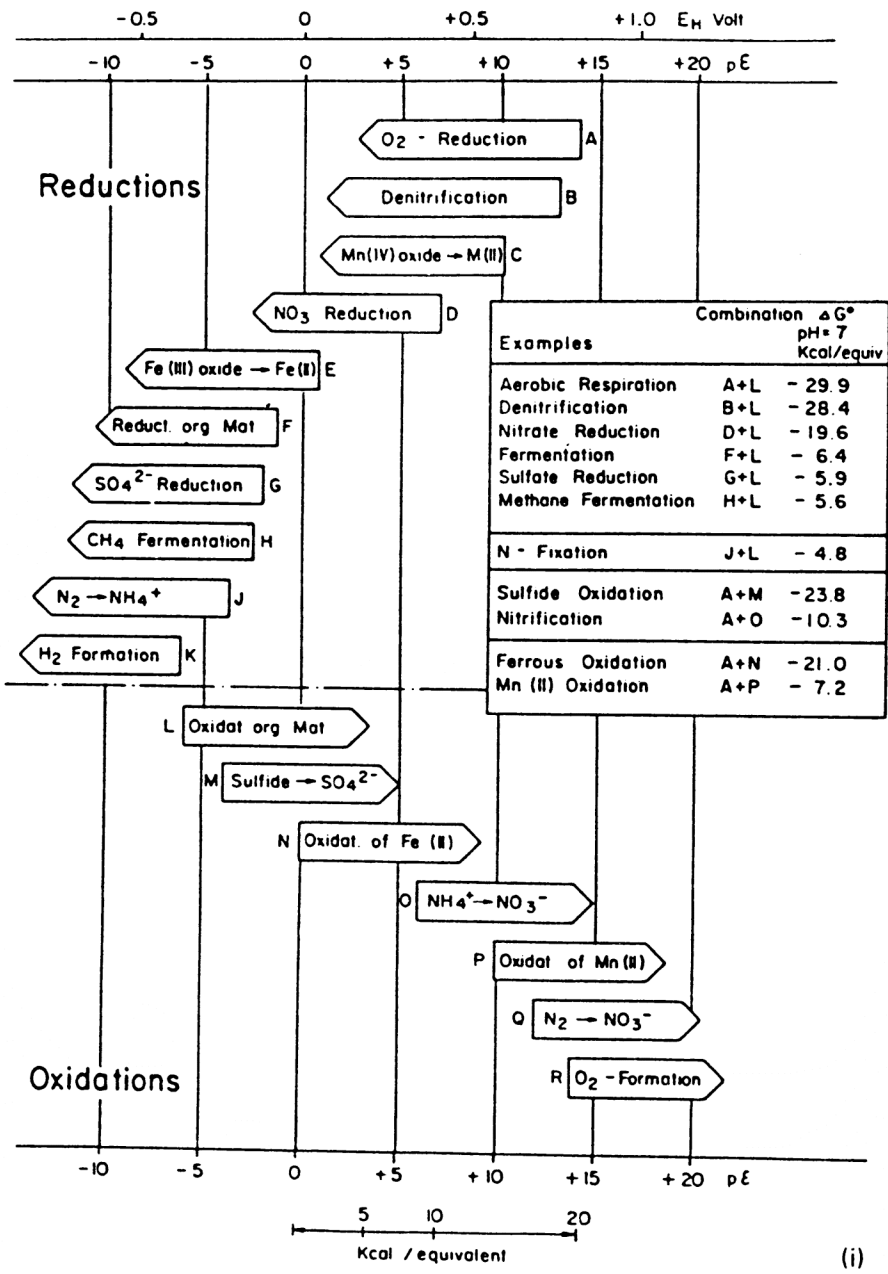 -0.5 0 +0.5 +1.0 EH Volt
-10 -5 0 +5 +10 +15 +20 pε
Reductions
O2 - Reduction A
Denitrification B
Mn(IV) oxide → M(II) C
NO3 Reduction D
Fe(III) oxide → Fe(II) E
Reduct. org Mat F
SO4 2- Reduction G
CH4 Fermentation H
N2 → NH4+ J
H2 Formation K
Combination ΔG°
pH = 7
Examples Kcal/equiv
Aerobic Respiration A+L - 29.9
Denitrification B+L - 28.4
Nitrate Reduction D+L - 19.6
Fermentation F+L - 6.4
Sulfate Reduction G+L - 5.9
Methane Fermentation H+L - 5.6
N - Fixation J+L - 4.8
Sulfide Oxidation A+M -23.8
Nitrification A+O -10.3
Ferrous Oxidation A+N -21.0
Mn (II) Oxidation A+P - 7.2
L Oxidat org Mat
M Sulfide → SO4 2-
N Oxidat. of Fe (II)
O NH4+ → NO3-
P Oxidat of Mn(II)
Q N2 → NO3-
R O2 - Formation
Oxidations
-10 -5 0 +5 +10 +15 +20 pε
5 10 20
Kcal / equivalent
(i)